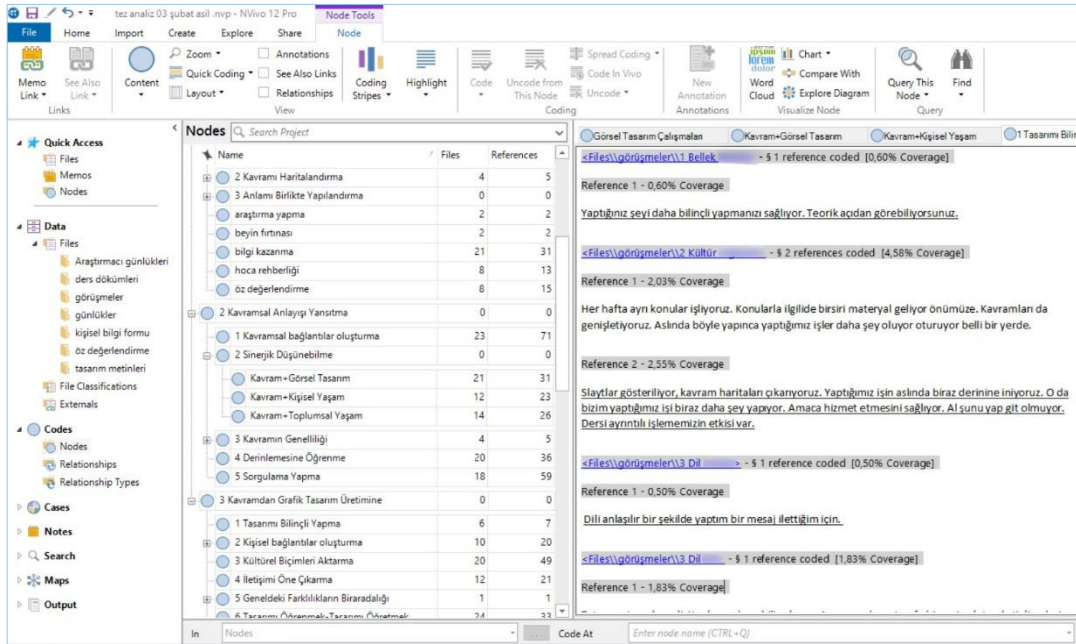 tez analiz 03 şubat asil .nvp - NVivo 12 Pro
Node Tools
File Home Import Create Explore Share Node
Memo Link
See Also Link
Links
Content
Zoom
Quick Coding
Layout
Annotations
See Also Links
Relationships
View
Coding Stripes
Highlight
Code
Uncode from This Node
Spread Coding
Code In Vivo
Uncode
Coding
New Annotation
Annotations
Word Cloud
Chart
Compare With
Explore Diagram
Visualize Node
Query This Node
Find
Query
Quick Access
Files
Memos
Nodes
Data
Files
Araştırmacı günlükleri
ders dökümleri
görüşmeler
günlükler
kişisel bilgi formu
öz değerlendirme
tasarım metinleri
File Classifications
Externals
Codes
Nodes
Relationships
Relationship Types
Cases
Notes
Search
Maps
Output
Nodes Search Project
Name Files References
2 Kavramı Haritalandırma 4 5
3 Anlamı Birlikte Yapılandırma 0 0
araştırma yapma 2 2
beyin fırtınası 2 2
bilgi kazanma 21 31
hoca rehberliği 8 13
öz değerlendirme 8 15
2 Kavramsal Anlayışı Yansıtma 0 0
1 Kavramsal bağlantılar oluşturma 23 71
2 Sinerjik Düşünebilme 0 0
Kavram+Görsel Tasarım 21 31
Kavram+Kişisel Yaşam 12 23
Kavram+Toplumsal Yaşam 14 26
3 Kavramın Genelliliği 4 5
4 Derinlemesine Öğrenme 20 36
5 Sorgulama Yapma 18 59
3 Kavramdan Grafik Tasarım Üretimine 0 0
1 Tasarımı Bilinçli Yapma 6 7
2 Kişisel bağlantılar oluşturma 10 20
3 Kültürel Biçimleri Aktarma 20 49
4 İletişimi Öne Çıkarma 12 21
5 Geneldeki Farklılıkların Biraradalığı 1 1
6 Tasarımı Öğrenmek-Tasarımı Öğretmek 24 33
Görsel Tasarım Çalışmaları Kavram+Görsel Tasarım Kavram+Kişisel Yaşam 1 Tasarımı Bilin
<Files\\görüşmeler\\1 Bellek - § 1 reference coded [0,60% Coverage]
Reference 1 - 0,60% Coverage
Yaptığınız şeyi daha bilinçli yapmanızı sağlıyor. Teorik açıdan görebiliyorsunuz.
<Files\\görüşmeler\\2 Kültür - § 2 references coded [4,58% Coverage]
Reference 1 - 2,03% Coverage
Her hafta ayrı konular işliyoruz. Konularla ilgilide birsiri materyal geliyor önümüze. Kavramları da
genişletiyoruz. Aslında böyle yapınca yaptığımız işler daha şey oluyor oturuyor belli bir yerde.
Reference 2 - 2,55% Coverage
Slaytlar gösteriliyor, kavram haritaları çıkarıyoruz. Yaptığımız işin aslında biraz derinine iniyoruz. O da
bizim yaptığımız işi biraz daha şey yapıyor. Amaca hizmet etmesini sağlıyor. Al şunu yap git olmuyor.
Dersi ayrıntılı işlememizin etkisi var.
<Files\\görüşmeler\\3 Dil > - § 1 reference coded [0,50% Coverage]
Reference 1 - 0,50% Coverage
Dili anlaşılır bir şekilde yaptım bir mesaj ilettiğim için.
<Files\\görüşmeler\\3 Dil - § 1 reference coded [1,83% Coverage]
Reference 1 - 1,83% Coverage
In Nodes ... Code At Enter node name (CTRL+Q)